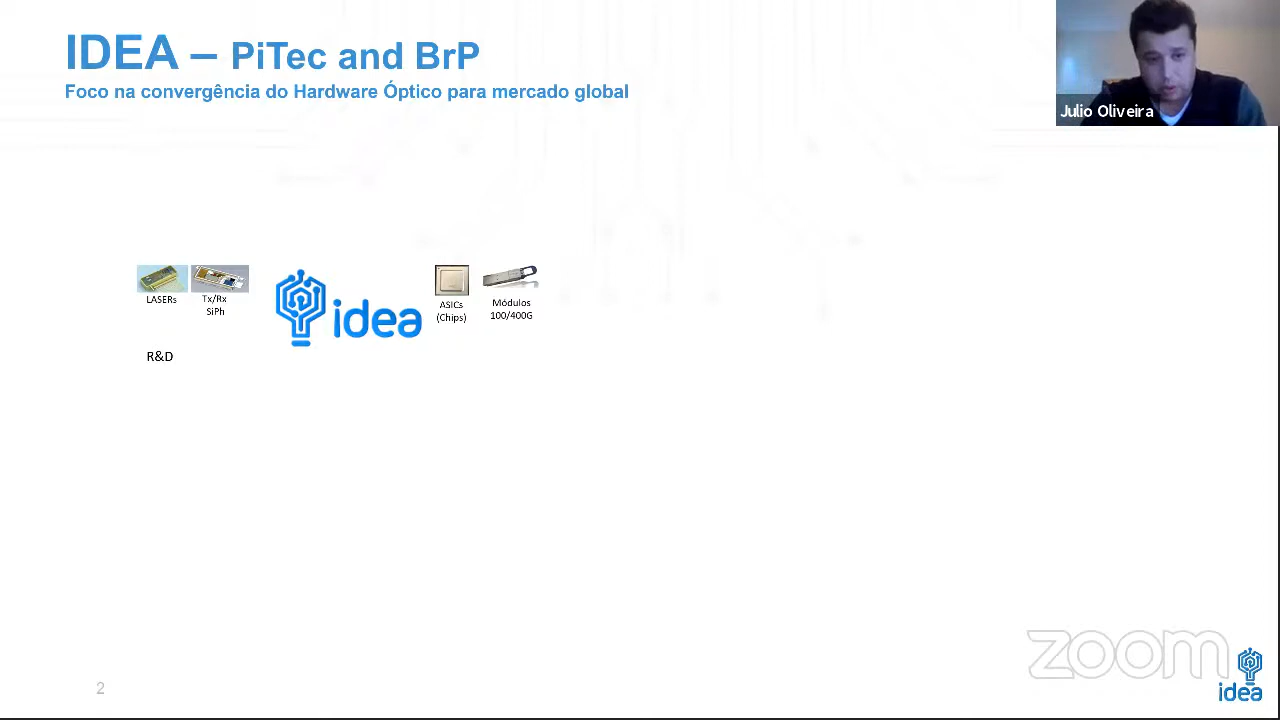 IDEA – PiTec and BrP
Foco na convergência do Hardware Óptico para mercado global
Julio Oliveira
LASERs
Tx/Rx
SiPh
idea
ASICs
(Chips)
Módulos
100/400G
R&D
zoom
idea
2